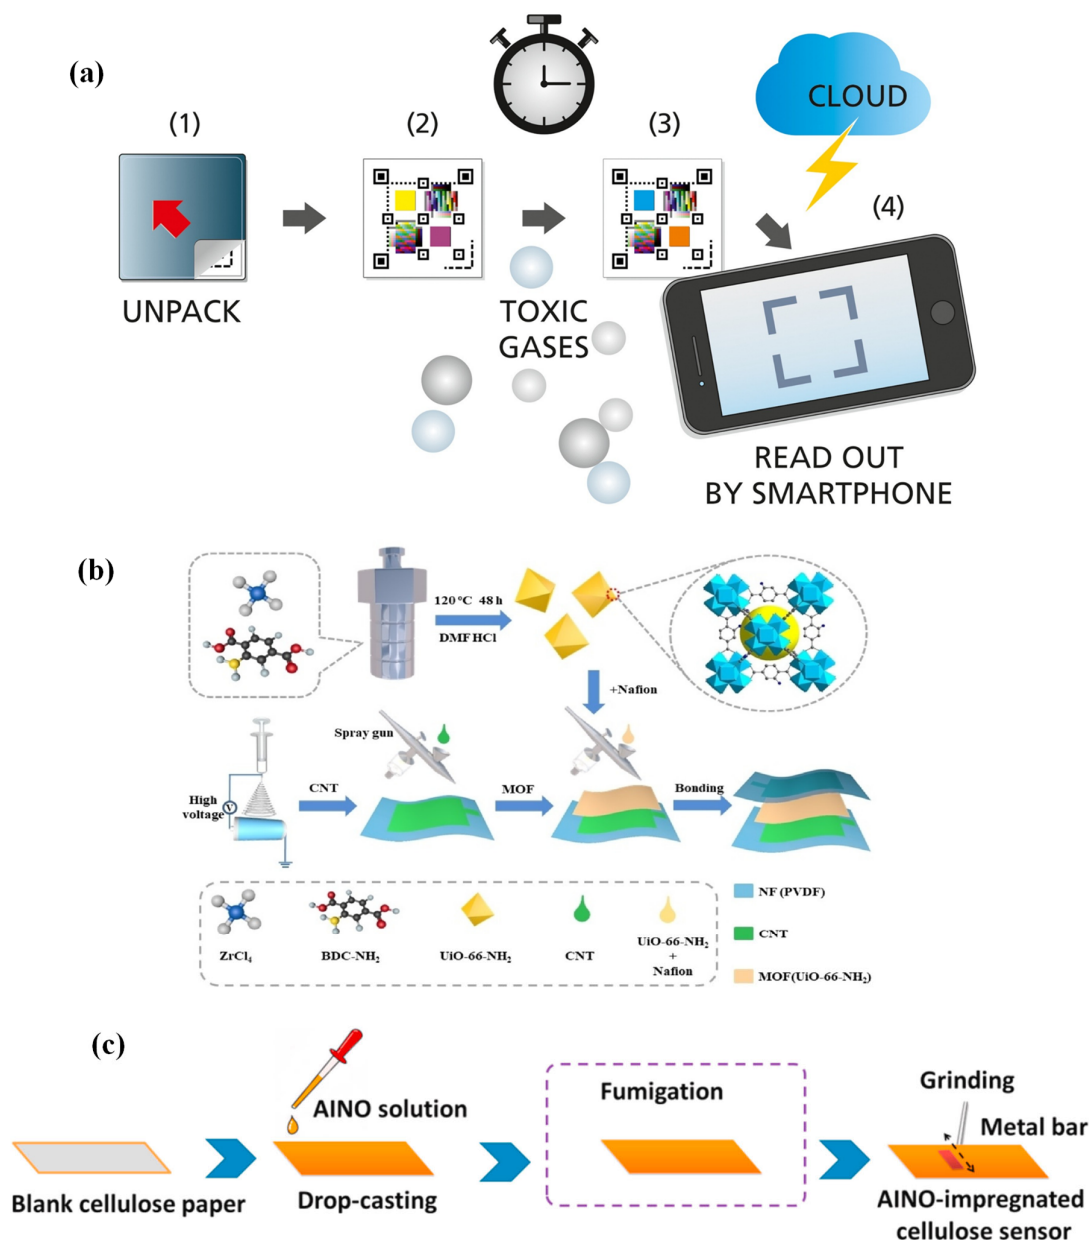 (a)
(1)
(2)
(3)
CLOUD
(4)
UNPACK
TOXIC
GASES
READ OUT
BY SMARTPHONE
(b)
120 °C 48 h
DMF HCl
+Nafion
Spray gun
High
voltage
V
CNT
MOF
Bonding
ZrCl₄
BDC-NH₂
UiO-66-NH₂
CNT
UiO-66-NH₂
+
Nafion
NF (PVDF)
CNT
MOF(UiO-66-NH₂)
(c)
Blank cellulose paper
AINO solution
Drop-casting
Fumigation
Grinding
Metal bar
AINO-impregnated
cellulose sensor